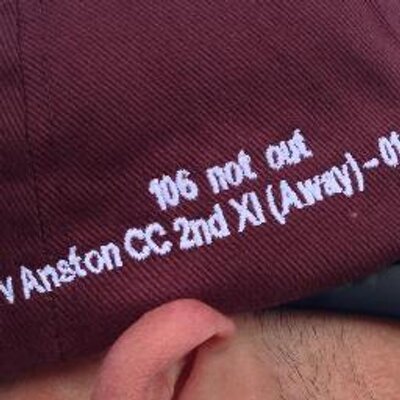 106 not out
v Anston CC 2nd XI (Away) - 01